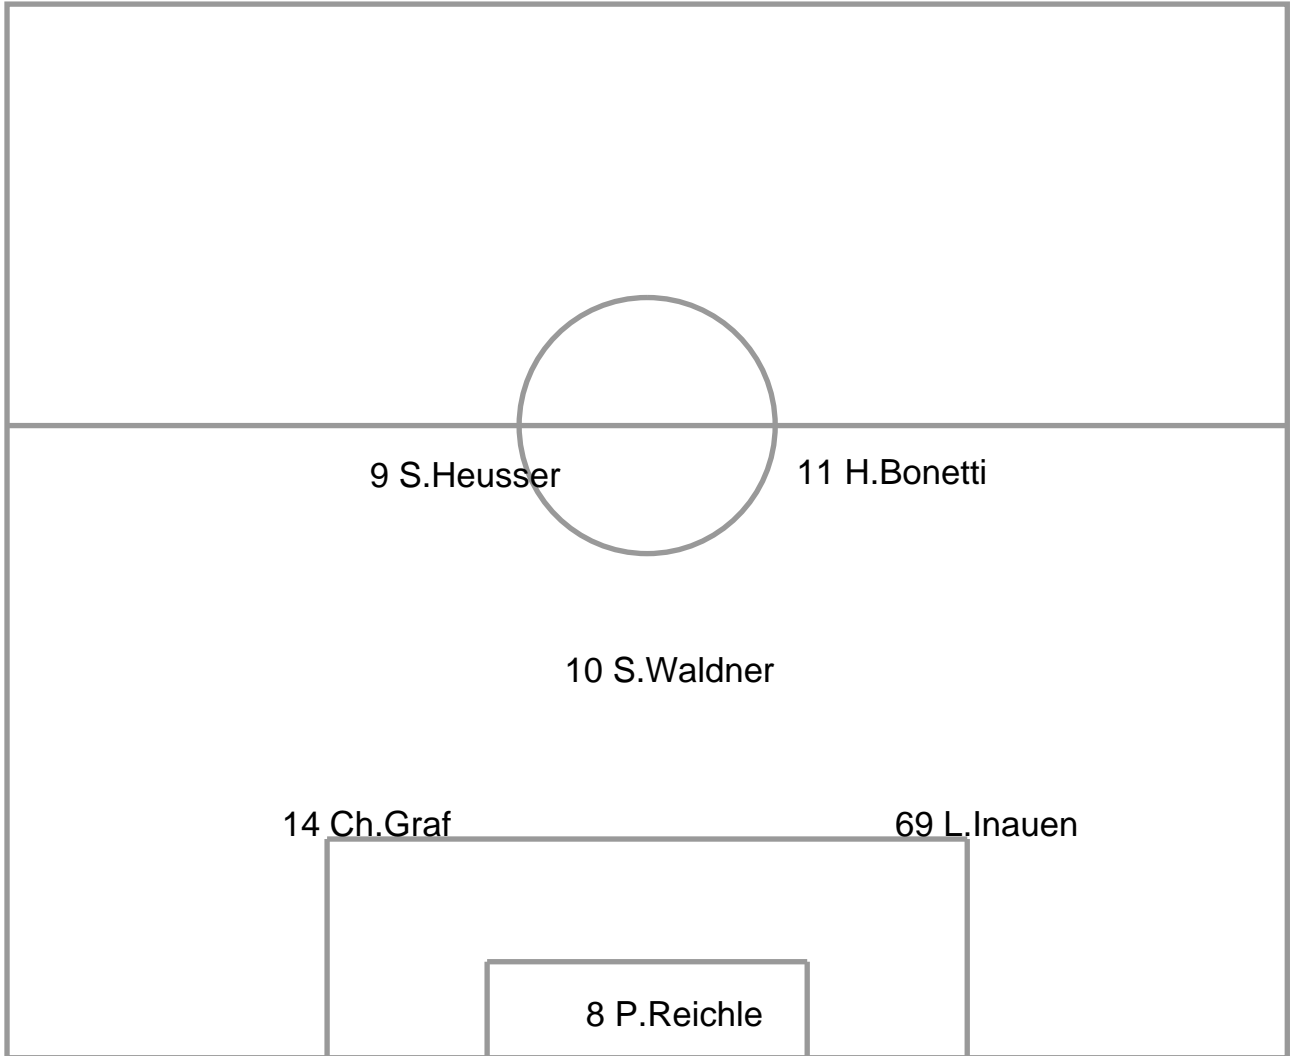 9 S.Heusser
11 H.Bonetti
10 S.Waldner
14 Ch.Graf
69 L.Inauen
8 P.Reichle